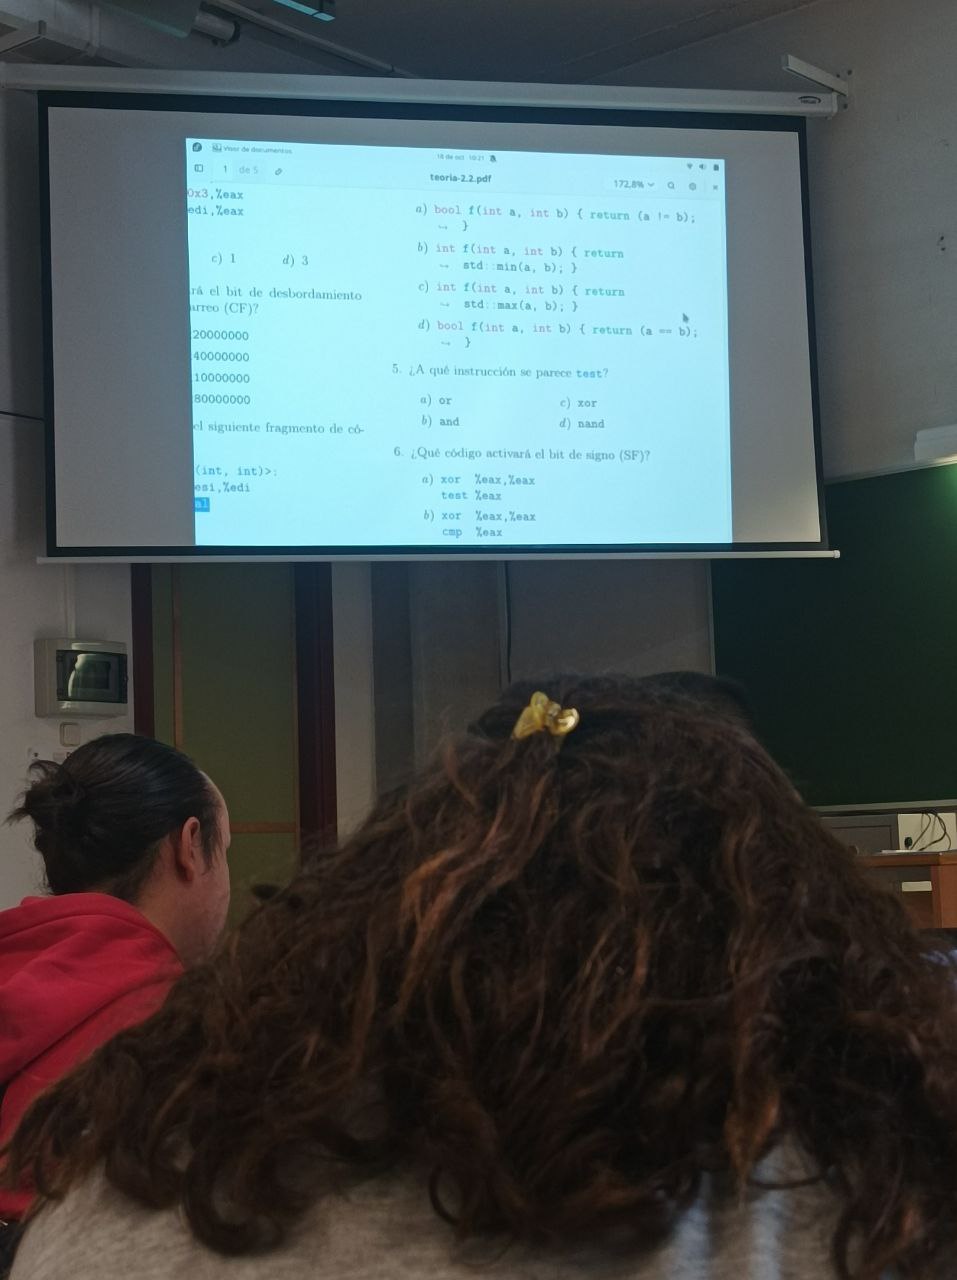 Visor de documentos
18 de oct 10:21
1 de 5
teoria-2.2.pdf
172,8%
0x3,%eax
edi,%eax
c) 1 d) 3
rá el bit de desbordamiento
arreo (CF)?
20000000
40000000
10000000
80000000
el siguiente fragmento de có-
(int, int)>:
esi,%edi
al
a) bool f(int a, int b) { return (a != b);
↪ }
b) int f(int a, int b) { return
↪ std::min(a, b); }
c) int f(int a, int b) { return
↪ std::max(a, b); }
d) bool f(int a, int b) { return (a == b);
↪ }
5. ¿A qué instrucción se parece test?
a) or c) xor
b) and d) nand
6. ¿Qué código activará el bit de signo (SF)?
a) xor %eax,%eax
test %eax
b) xor %eax,%eax
cmp %eax